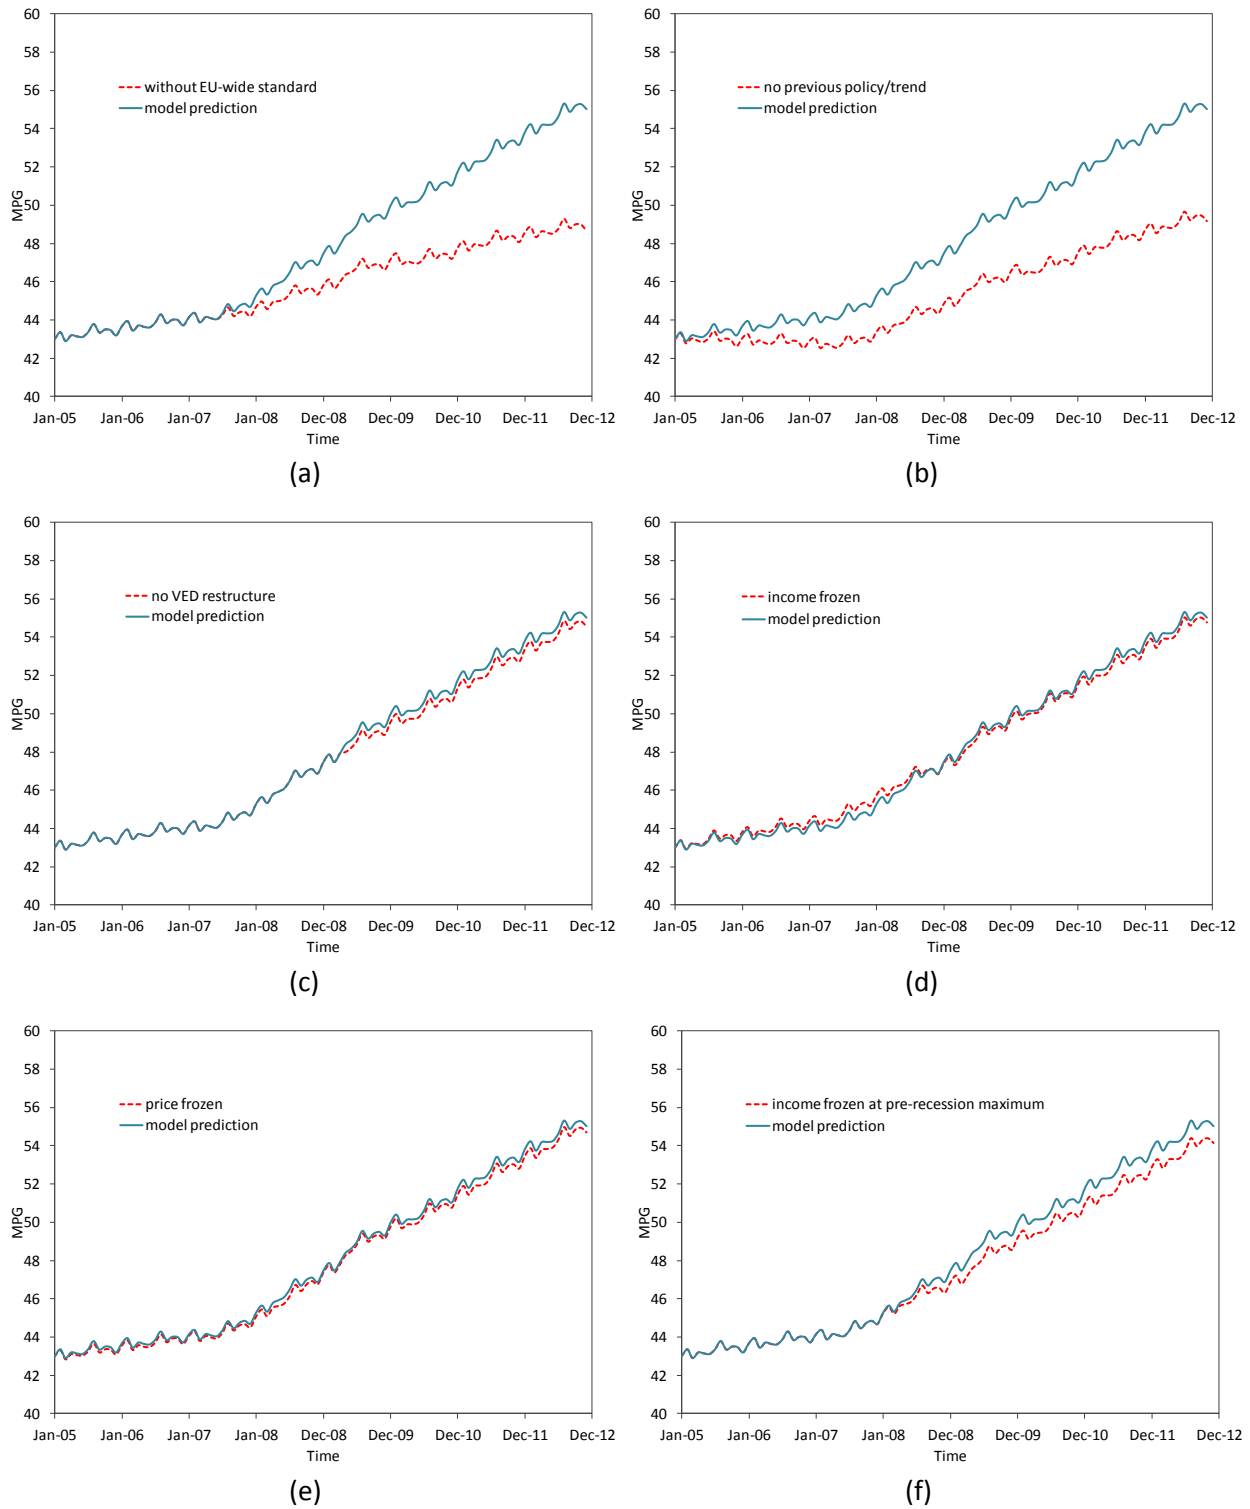 60
58
56
54
52
50
48
46
44
42
40
MPG
without EU-wide standard
model prediction
Jan-05 Jan-06 Jan-07 Jan-08 Dec-08 Dec-09 Dec-10 Dec-11 Dec-12
Time
(a)
60
58
56
54
52
50
48
46
44
42
40
MPG
no previous policy/trend
model prediction
Jan-05 Jan-06 Jan-07 Jan-08 Dec-08 Dec-09 Dec-10 Dec-11 Dec-12
Time
(b)
60
58
56
54
52
50
48
46
44
42
40
MPG
no VED restructure
model prediction
Jan-05 Jan-06 Jan-07 Jan-08 Dec-08 Dec-09 Dec-10 Dec-11 Dec-12
Time
(c)
60
58
56
54
52
50
48
46
44
42
40
MPG
income frozen
model prediction
Jan-05 Jan-06 Jan-07 Jan-08 Dec-08 Dec-09 Dec-10 Dec-11 Dec-12
Time
(d)
60
58
56
54
52
50
48
46
44
42
40
MPG
price frozen
model prediction
Jan-05 Jan-06 Jan-07 Jan-08 Dec-08 Dec-09 Dec-10 Dec-11 Dec-12
Time
(e)
60
58
56
54
52
50
48
46
44
42
40
MPG
income frozen at pre-recession maximum
model prediction
Jan-05 Jan-06 Jan-07 Jan-08 Dec-08 Dec-09 Dec-10 Dec-11 Dec-12
Time
(f)